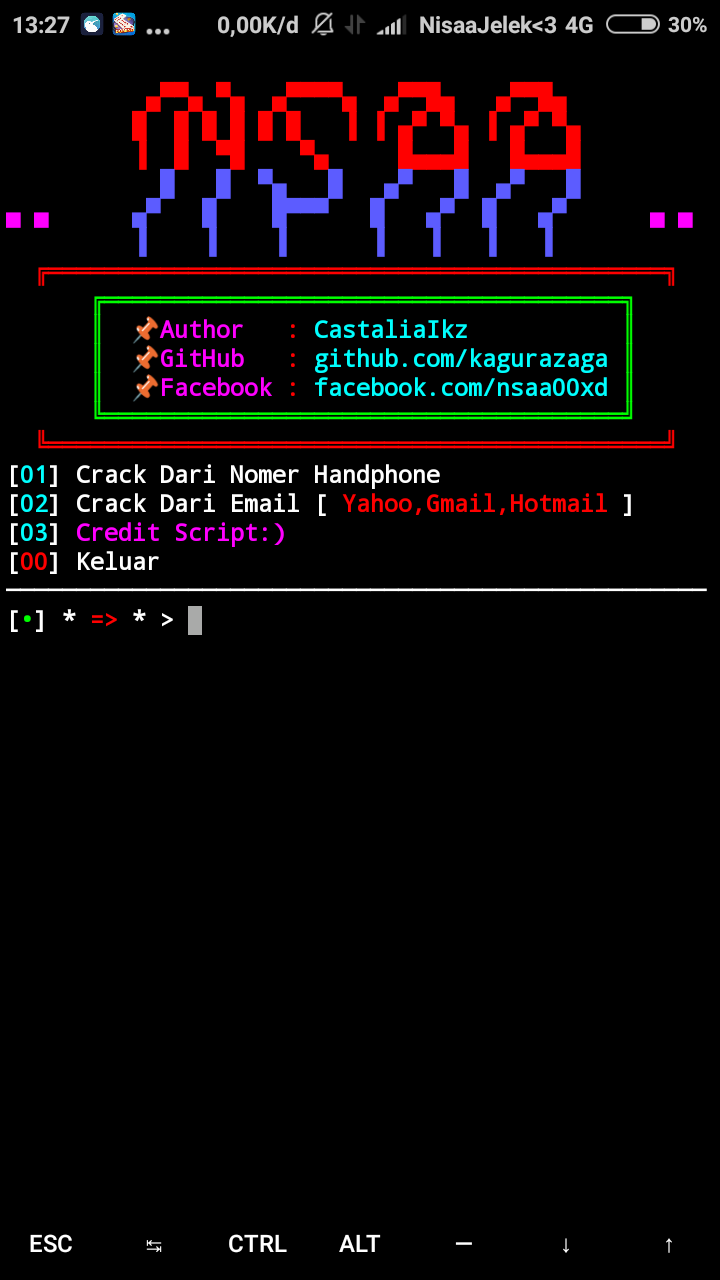 13:27 ... 0,00K/d NisaaJelek<3 4G 30%
NSAA
Author : CastaliaIkz
GitHub : github.com/kagurazaga
Facebook : facebook.com/nsaa00xd
[01] Crack Dari Nomer Handphone
[02] Crack Dari Email [ Yahoo,Gmail,Hotmail ]
[03] Credit Script:)
[00] Keluar
[•] * => * >
ESC ↹ CTRL ALT — ↓ ↑